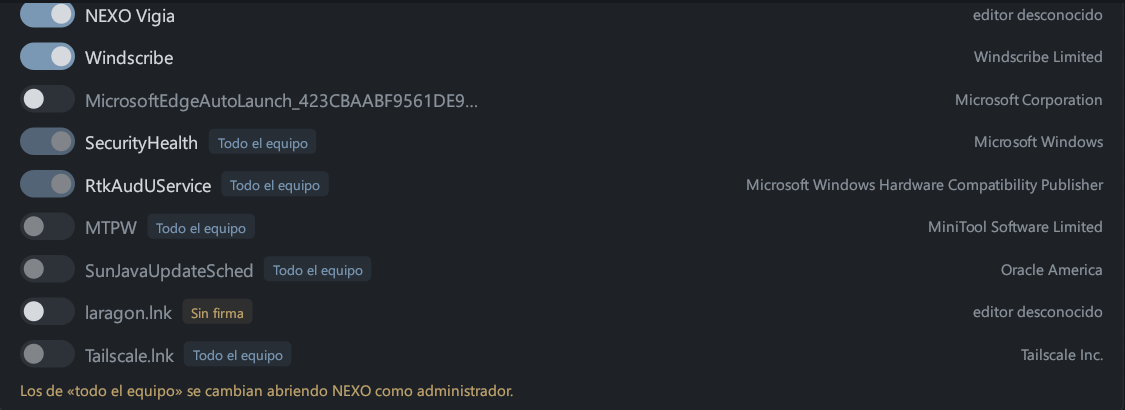 NEXO Vigia editor desconocido
Windscribe Windscribe Limited
MicrosoftEdgeAutoLaunch_423CBAABF9561DE9... Microsoft Corporation
SecurityHealth Todo el equipo Microsoft Windows
RtkAudUService Todo el equipo Microsoft Windows Hardware Compatibility Publisher
MTPW Todo el equipo MiniTool Software Limited
SunJavaUpdateSched Todo el equipo Oracle America
laragon.lnk Sin firma editor desconocido
Tailscale.lnk Todo el equipo Tailscale Inc.
Los de «todo el equipo» se cambian abriendo NEXO como administrador.